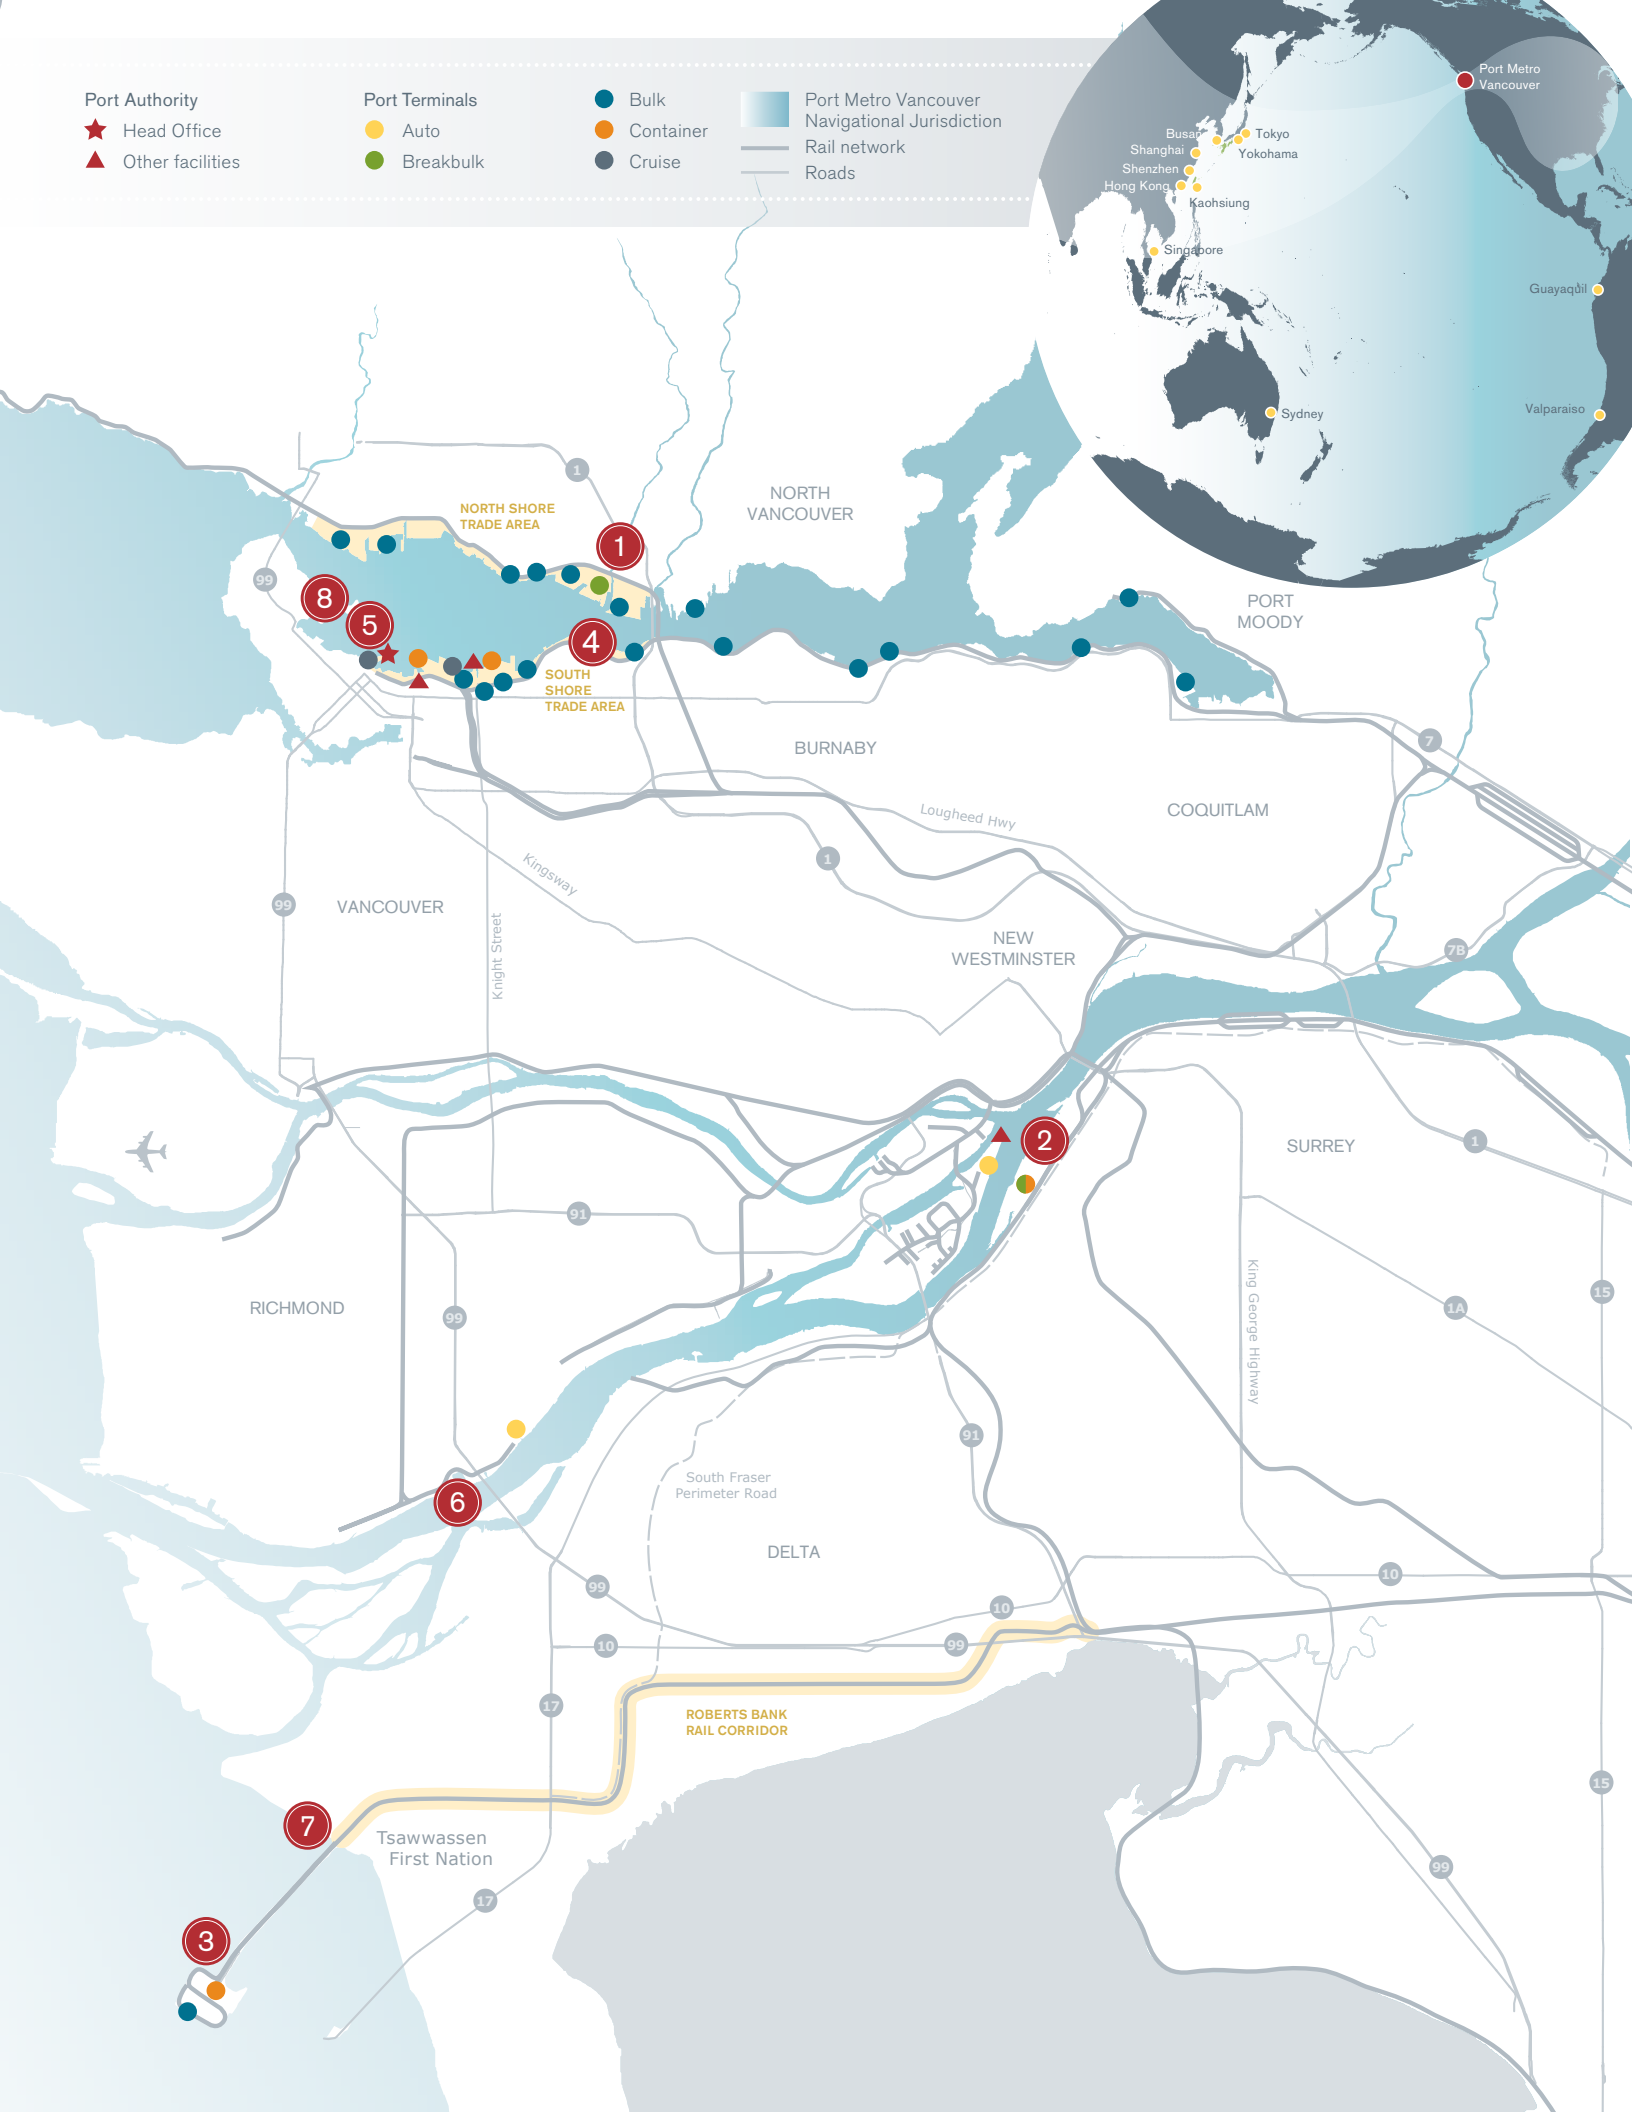 Port Authority
Head Office
Other facilities
Port Terminals
Auto
Breakbulk
Bulk
Container
Cruise
Port Metro Vancouver
Navigational Jurisdiction
Rail network
Roads
Port Metro
Vancouver
Busan
Tokyo
Shanghai
Yokohama
Shenzhen
Hong Kong
Kaohsiung
Singapore
Guayaquil
Valparaiso
Sydney
1
NORTH SHORE
TRADE AREA
NORTH
VANCOUVER
1
99
8
5
4
PORT
MOODY
SOUTH
SHORE
TRADE AREA
BURNABY
7
COQUITLAM
Lougheed Hwy
1
Kingsway
99
VANCOUVER
Knight Street
NEW
WESTMINSTER
7B
2
SURREY
1
91
King George Highway
15
1A
RICHMOND
99
91
South Fraser
Perimeter Road
6
DELTA
10
99
10
10
99
17
ROBERTS BANK
RAIL CORRIDOR
15
7
Tsawwassen
First Nation
99
17
3